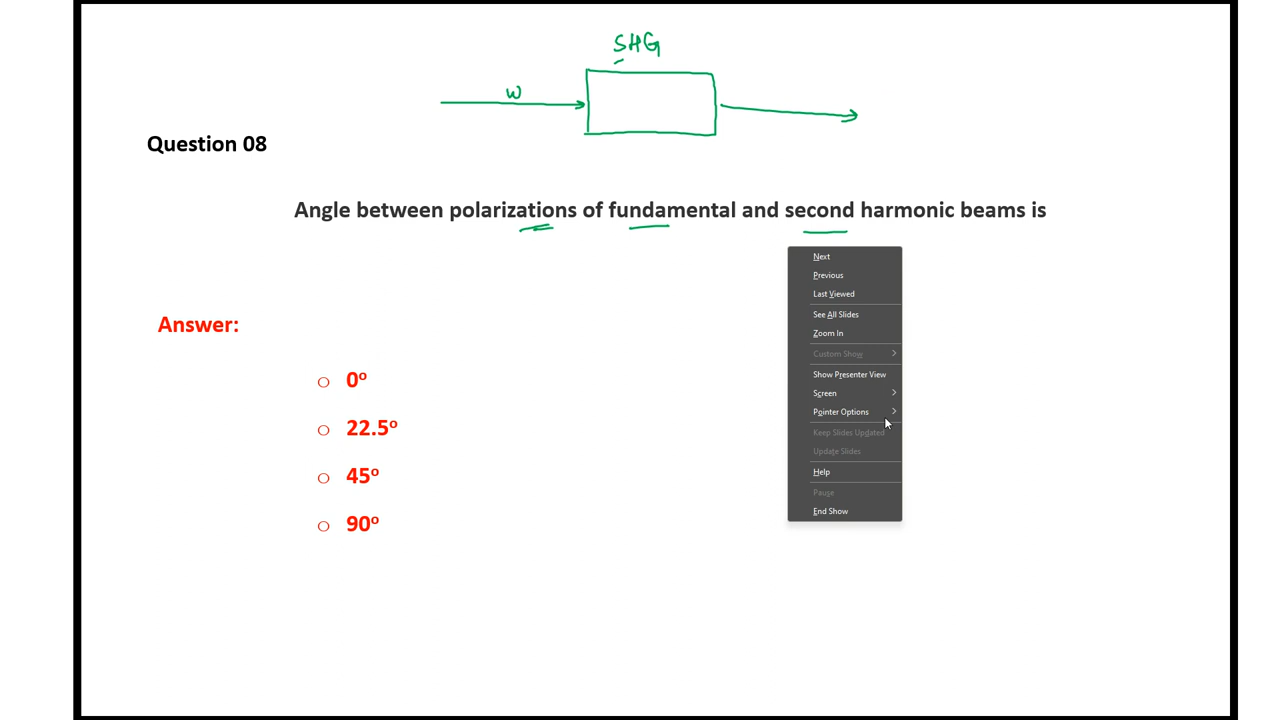 SHG
w
Question 08
Angle between polarizations of fundamental and second harmonic beams is
Next
Previous
Last Viewed
See All Slides
Zoom In
Custom Show
Show Presenter View
Screen
Pointer Options
Keep Slides Updated
Update Slides
Help
Pause
End Show
Answer:
0º
22.5º
45º
90º